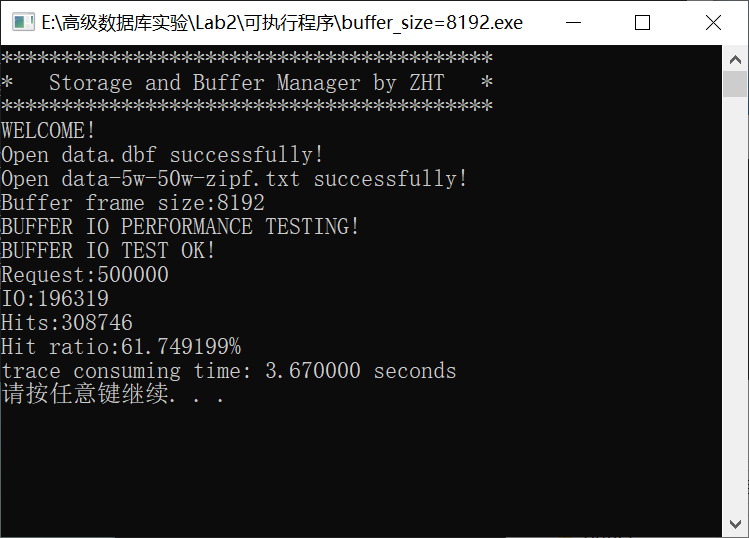 E:\高级数据库实验\Lab2\可执行程序\buffer_size=8192.exe
*****************************************
*   Storage and Buffer Manager by ZHT   *
*****************************************
WELCOME!
Open data.dbf successfully!
Open data-5w-50w-zipf.txt successfully!
Buffer frame size:8192
BUFFER IO PERFORMANCE TESTING!
BUFFER IO TEST OK!
Request:500000
IO:196319
Hits:308746
Hit ratio:61.749199%
trace consuming time: 3.670000 seconds
请按任意键继续. . .